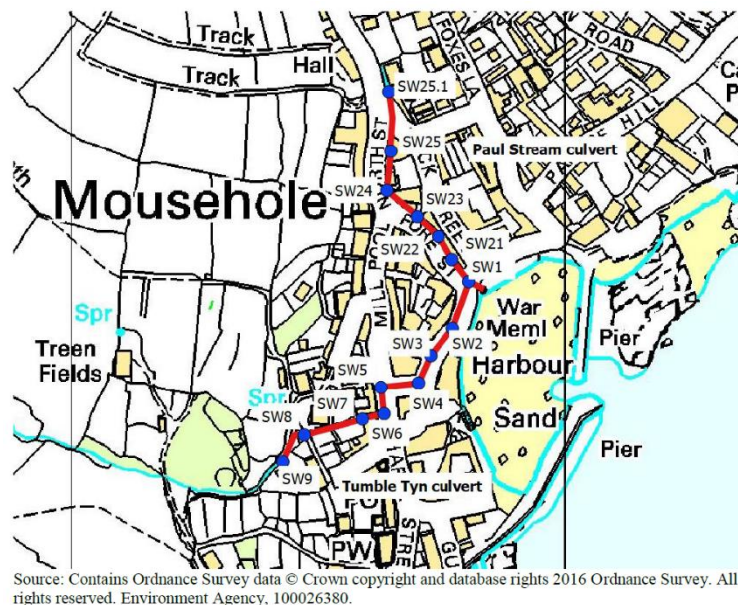 Track
Track
Hall
FOXES LA
ROAD
SW25.1
SW25
Paul Stream culvert
HILL
Mousehole
SW24
SW23
SW22
SW21
SW1
Spr
Treen
Fields
War
Meml
Harbour
Sand
Pier
Pier
SW3
SW2
SW5
SW4
Spr
SW8
SW7
SW6
SW9
Tumble Tyn culvert
PW
Source: Contains Ordnance Survey data © Crown copyright and database rights 2016 Ordnance Survey. All
rights reserved. Environment Agency, 100026380.